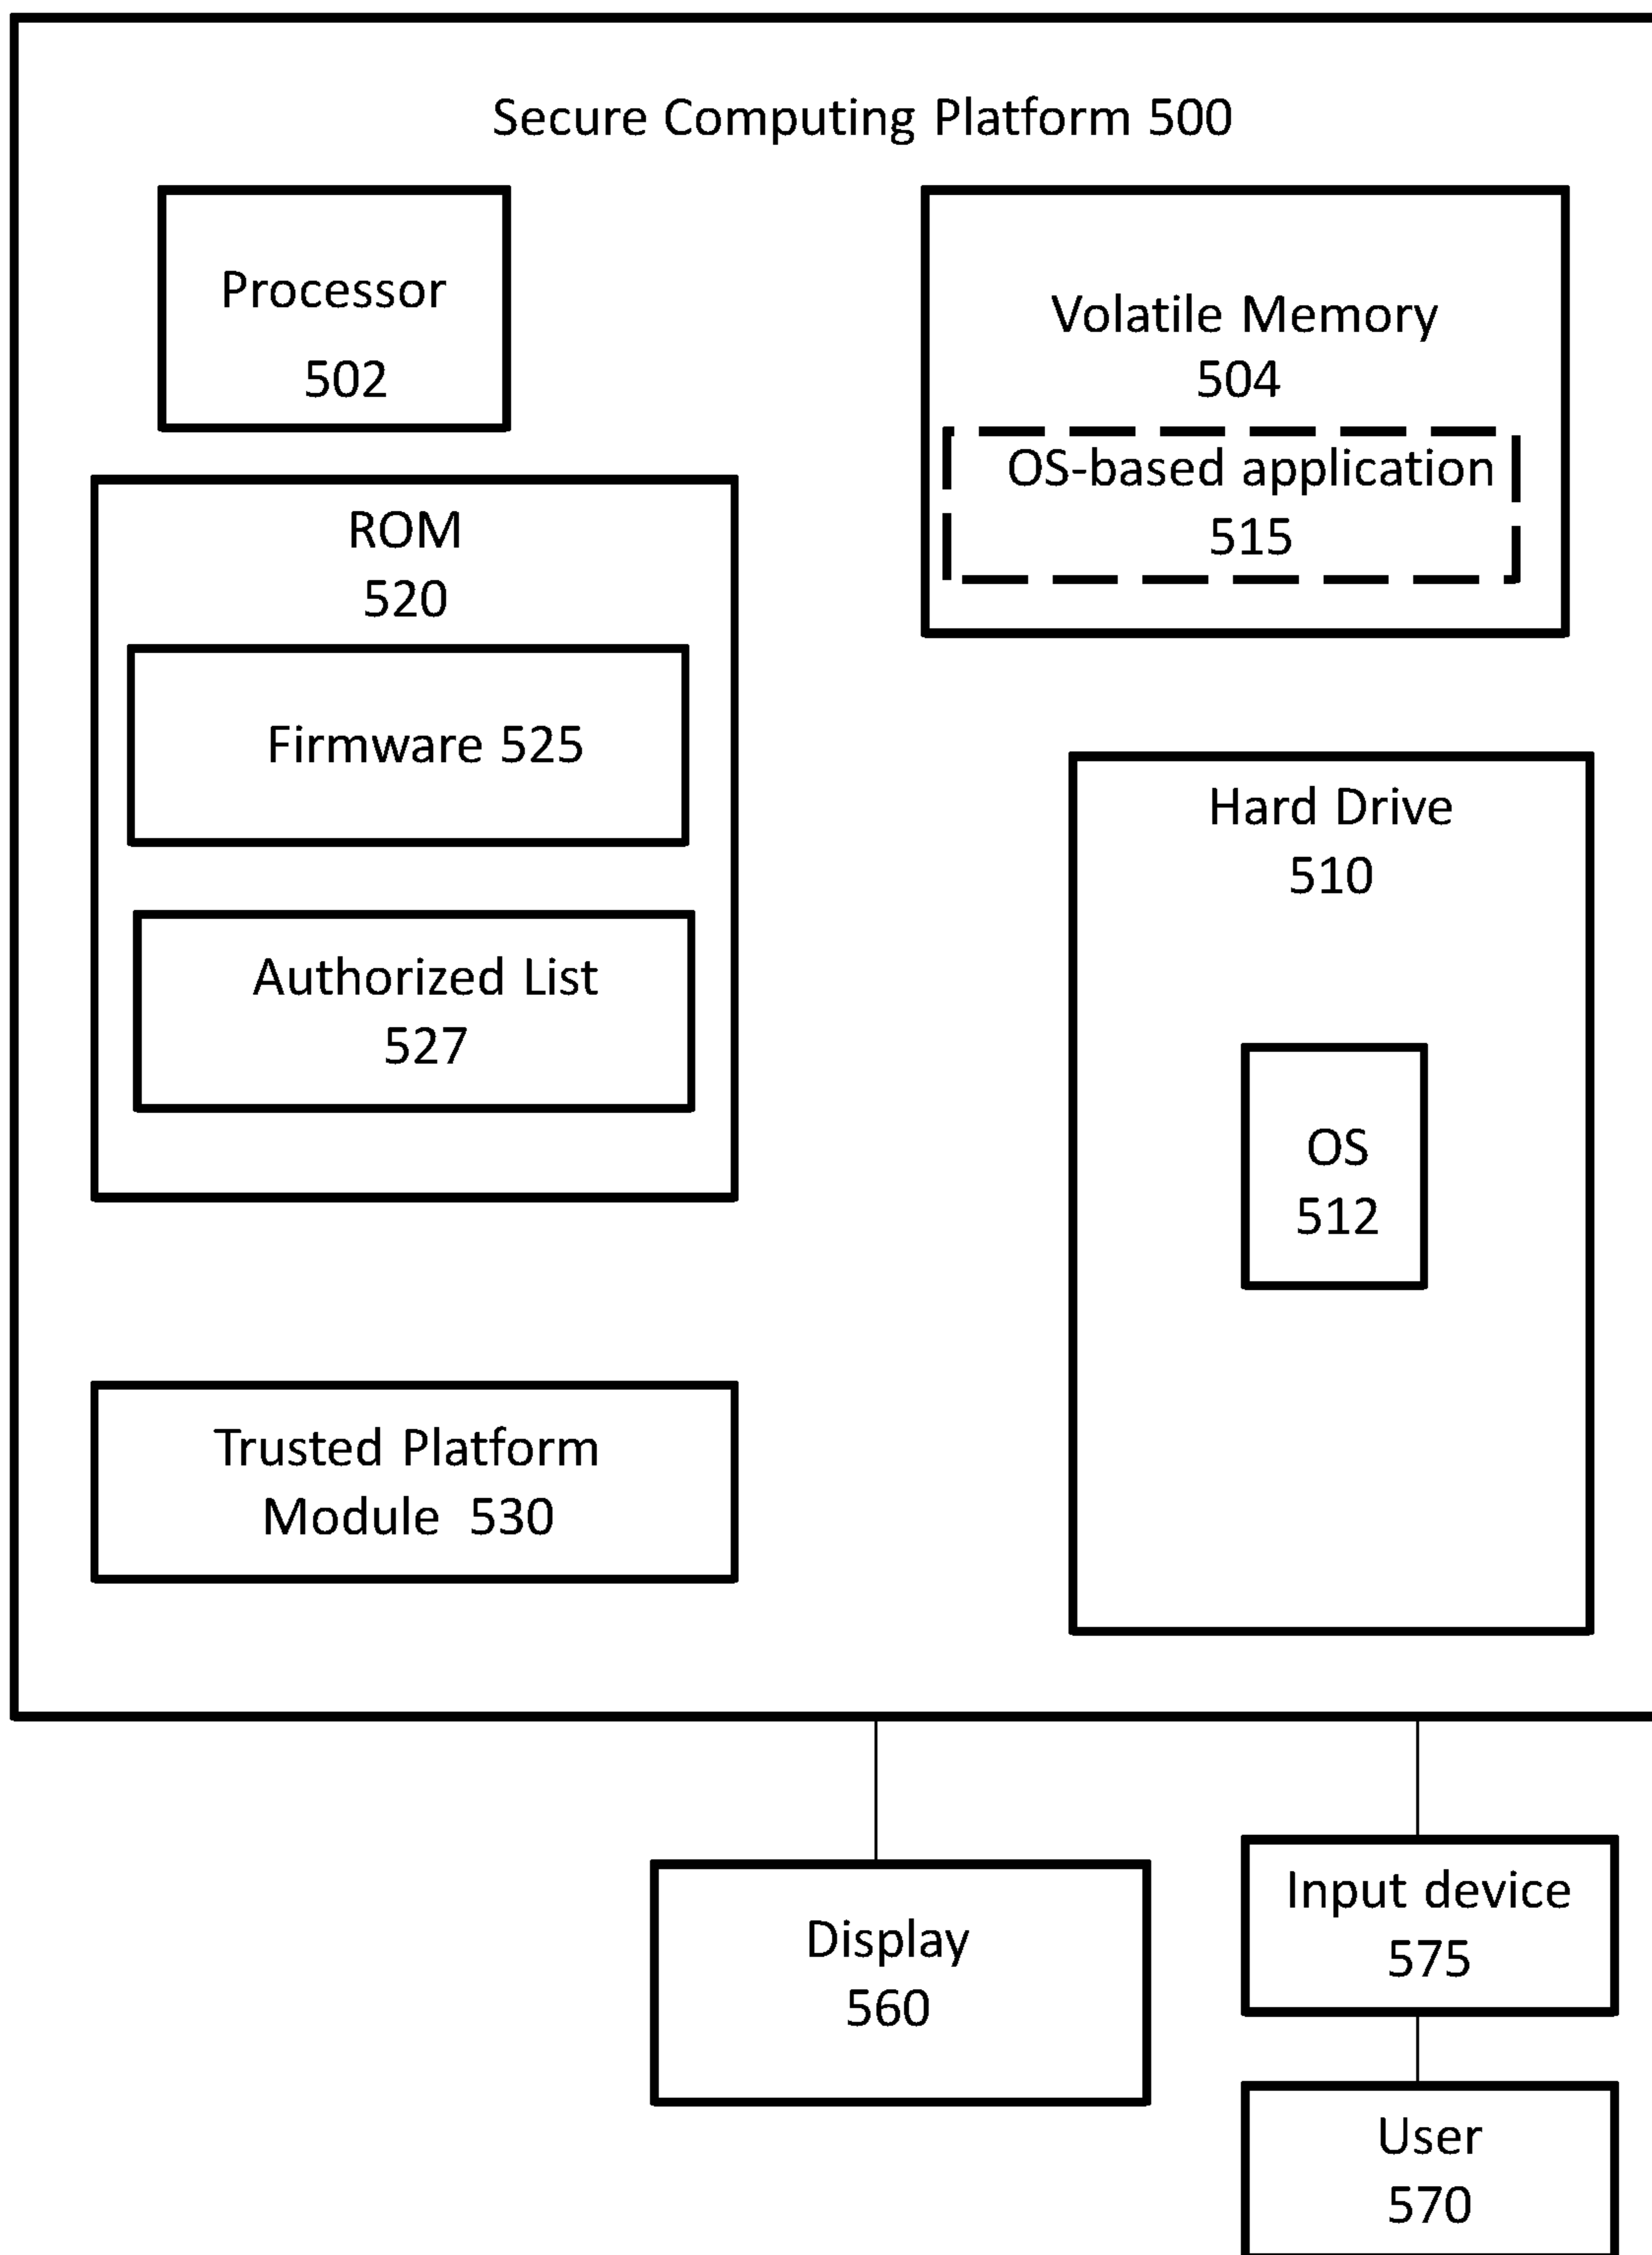 Secure Computing Platform 500
Processor
502
Volatile Memory
504
OS-based application
515
ROM
520
Firmware 525
Authorized List
527
Hard Drive
510
OS
512
Trusted Platform
Module 530
Display
560
Input device
575
User
570